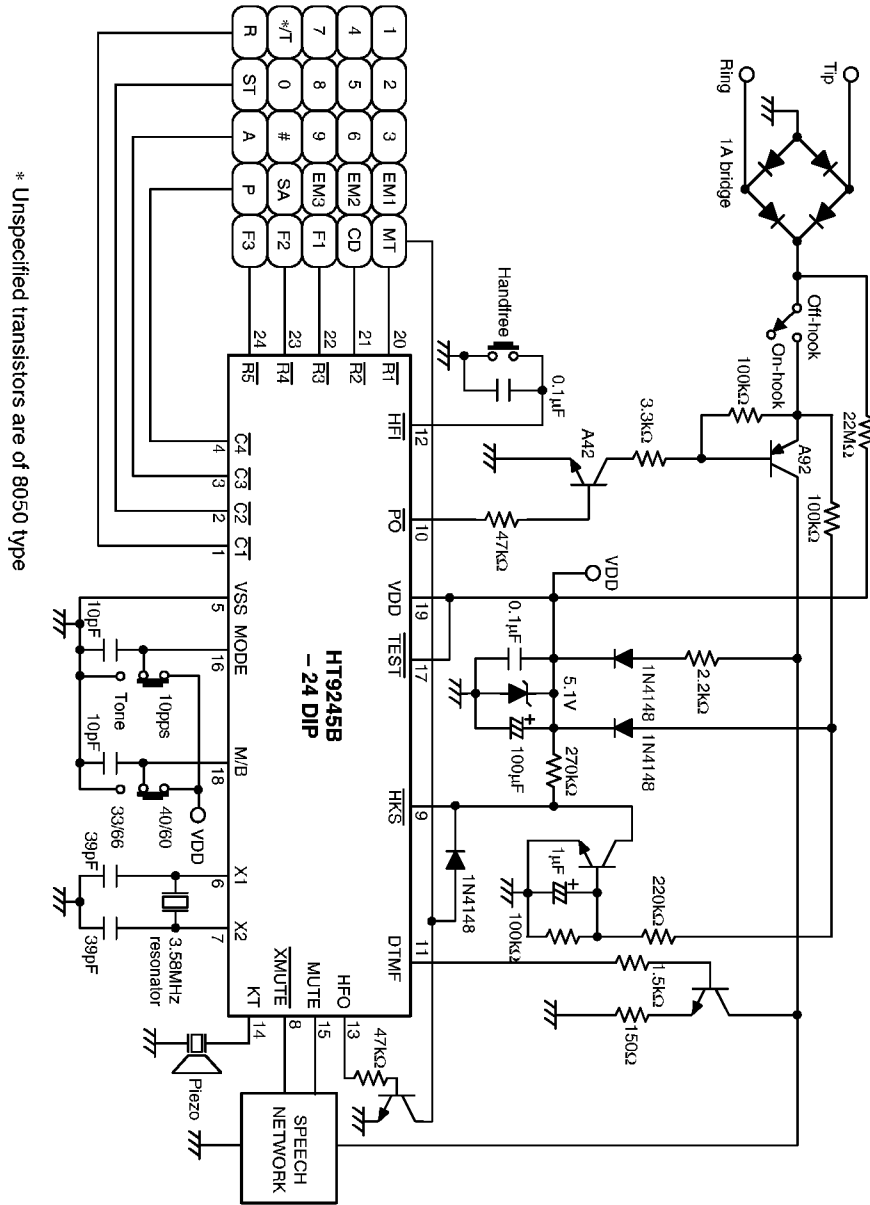 Tip
Ring
1A bridge
Off-hook
On-hook
22MΩ
100kΩ
A92
100kΩ
3.3kΩ
A42
47kΩ
Handfree
0.1μF
VDD
0.1μF
5.1V
100μF
+
1N4148
2.2kΩ
1N4148
270kΩ
1μF
+
100kΩ
220kΩ
1N4148
1.5kΩ
150Ω
47kΩ
1 2 3 EM1 MT
4 5 6 EM2 CD
7 8 9 EM3 F1
*/T 0 # SA F2
R ST A P F3
24 23 22 21 20 12 10 19 17 9 11
R5 R4 R3 R2 R1 HFI PO VDD TEST HKS DTMF
HT9245B
– 24 DIP
C4 C3 C2 C1 VSS MODE M/B X1 X2 KT XMUTE MUTE HFO
4 3 2 1 5 16 18 6 7 14 8 15 13
10pF
Tone
10pps
10pF
33/66
40/60
VDD
39pF
39pF
3.58MHz
resonator
Piezo
SPEECH
NETWORK
* Unspecified transistors are of 8050 type